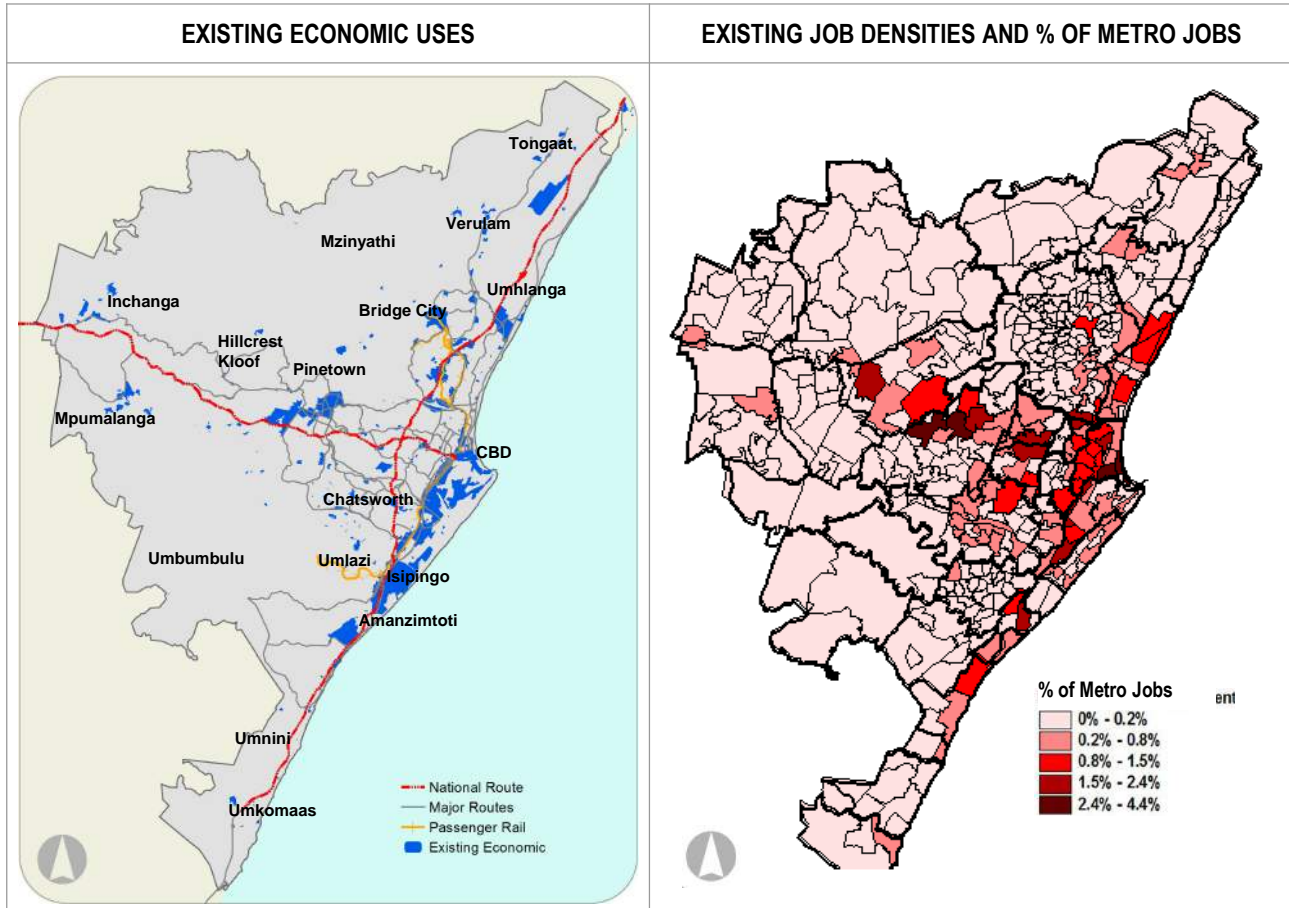 EXISTING ECONOMIC USES
EXISTING JOB DENSITIES AND % OF METRO JOBS
Tongaat
Verulam
Mzinyathi
Umhlanga
Inchanga
Bridge City
Hillcrest
Kloof
Pinetown
Mpumalanga
CBD
Chatsworth
Umbumbulu
Umlazi
Isipingo
Amanzimtoti
Umnini
Umkomaas
National Route
Major Routes
Passenger Rail
Existing Economic
% of Metro Jobs
ent
0% - 0.2%
0.2% - 0.8%
0.8% - 1.5%
1.5% - 2.4%
2.4% - 4.4%